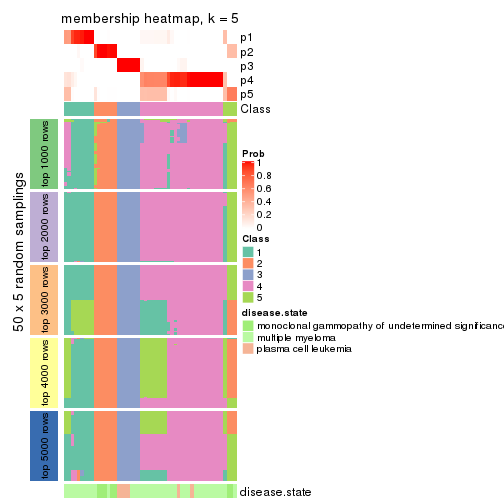 membership heatmap, k = 5
p1
p2
p3
p4
p5
Class
50 x 5 random samplings
top 1000 rows
top 2000 rows
top 3000 rows
top 4000 rows
top 5000 rows
disease.state
Prob
1
0.8
0.6
0.4
0.2
0
Class
1
2
3
4
5
disease.state
monoclonal gammopathy of undetermined significance
multiple myeloma
plasma cell leukemia